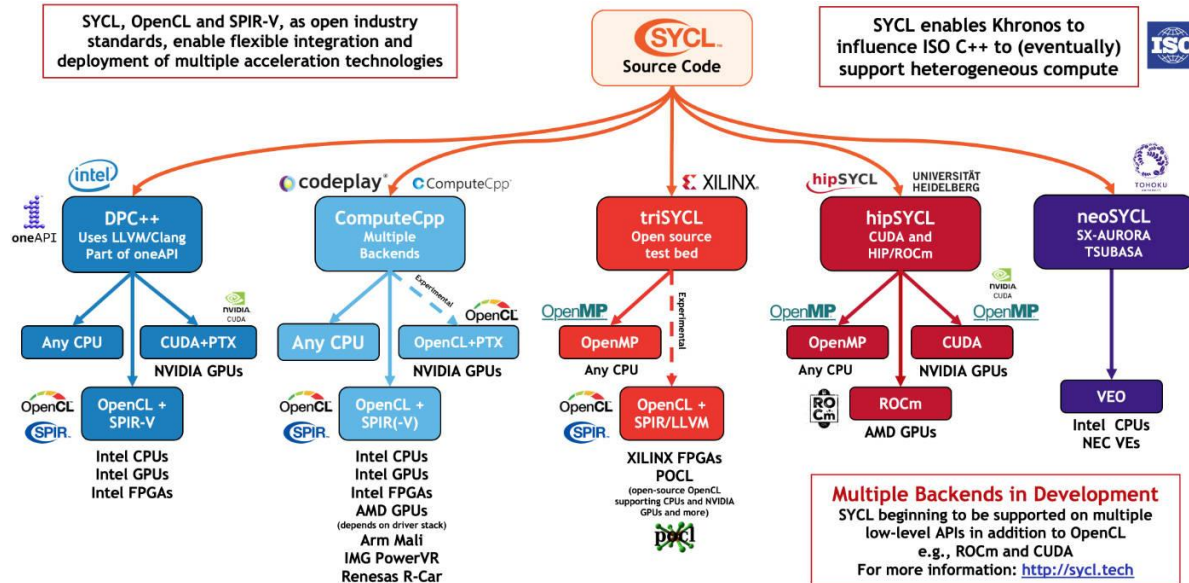 SYCL, OpenCL and SPIR-V, as open industry
standards, enable flexible integration and
deployment of multiple acceleration technologies
SYCL™
Source Code
SYCL enables Khronos to
influence ISO C++ to (eventually)
support heterogeneous compute
ISO
intel
oneAPI
DPC++
Uses LLVM/Clang
Part of oneAPI
nVIDIA
CUDA
Any CPU
CUDA+PTX
NVIDIA GPUs
OpenCL
SPIR™
OpenCL +
SPIR-V
Intel CPUs
Intel GPUs
Intel FPGAs
codeplay®
ComputeCpp™
ComputeCpp
Multiple
Backends
Experimental
OpenCL
Any CPU
OpenCL+PTX
NVIDIA GPUs
OpenCL
SPIR™
OpenCL +
SPIR(-V)
Intel CPUs
Intel GPUs
Intel FPGAs
AMD GPUs
(depends on driver stack)
Arm Mali
IMG PowerVR
Renesas R-Car
XILINX®
triSYCL
Open source
test bed
Experimental
OpenMP
OpenMP
Any CPU
OpenCL
SPIR™
OpenCL +
SPIR/LLVM
XILINX FPGAs
POCL
(open-source OpenCL
supporting CPUs and NVIDIA
GPUs and more)
pocl
hipSYCL
UNIVERSITÄT
HEIDELBERG
hipSYCL
CUDA and
HIP/ROCm
nVIDIA
CUDA
OpenMP
OpenMP
OpenMP
CUDA
Any CPU
NVIDIA GPUs
ROCm
ROCm
AMD GPUs
TOHOKU
UNIVERSITY
neoSYCL
SX-AURORA
TSUBASA
VEO
Intel CPUs
NEC VEs
Multiple Backends in Development
SYCL beginning to be supported on multiple
low-level APIs in addition to OpenCL
e.g., ROCm and CUDA
For more information: http://sycl.tech